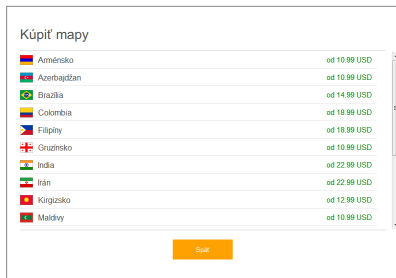 Kúpiť mapy
Arménsko od 10.99 USD
Azerbajdžan od 10.99 USD
Brazília od 14.99 USD
Colombia od 18.99 USD
Filipíny od 18.99 USD
Gruzínsko od 10.99 USD
India od 22.99 USD
Irán od 22.99 USD
Kirgizsko od 12.99 USD
Maldivy od 10.99 USD
Späť